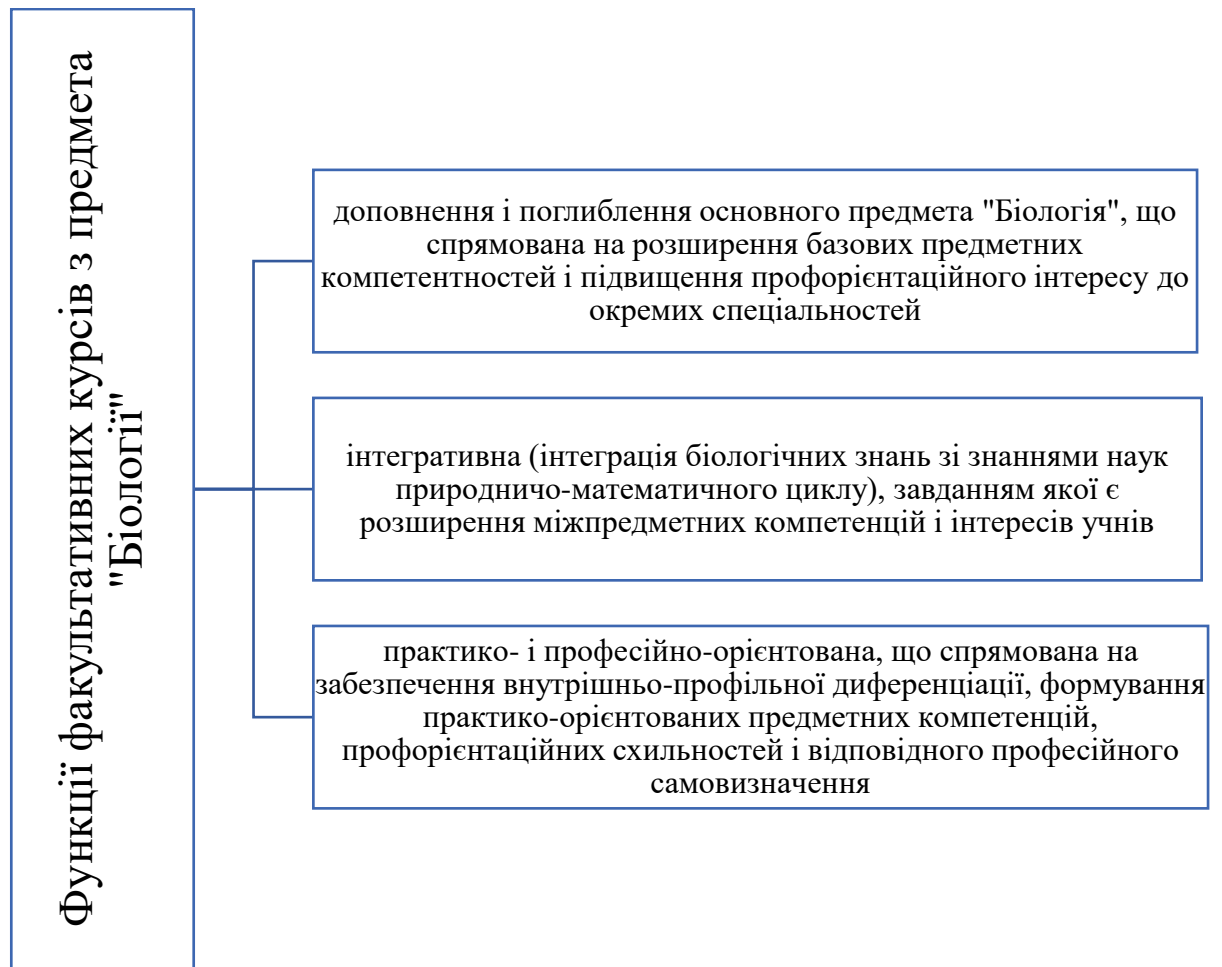 Функції факультативних курсів з предмета
"Біології"
доповнення і поглиблення основного предмета "Біологія", що
спрямована на розширення базових предметних
компетентностей і підвищення профорієнтаційного інтересу до
окремих спеціальностей
інтегративна (інтеграція біологічних знань зі знаннями наук
природничо-математичного циклу), завданням якої є
розширення міжпредметних компетенцій і інтересів учнів
практико- і професійно-орієнтована, що спрямована на
забезпечення внутрішньо-профільної диференціації, формування
практико-орієнтованих предметних компетенцій,
профорієнтаційних схильностей і відповідного професійного
самовизначення